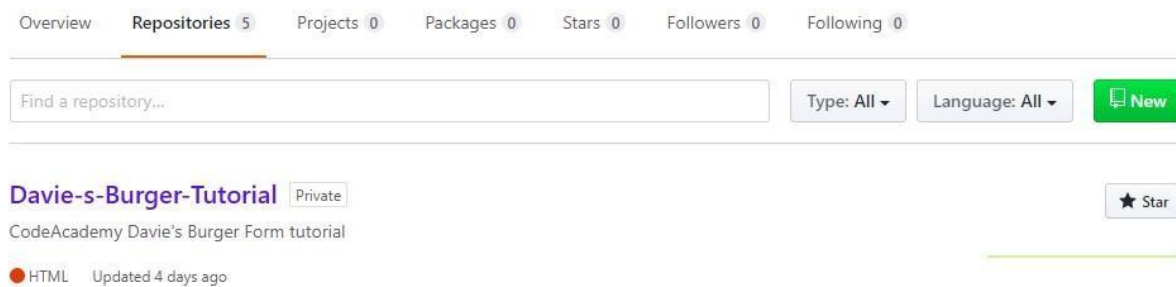 Overview Repositories 5 Projects 0 Packages 0 Stars 0 Followers 0 Following 0
Find a repository... Type: All Language: All New
Davie-s-Burger-Tutorial Private Star
CodeAcademy Davie's Burger Form tutorial
HTML Updated 4 days ago